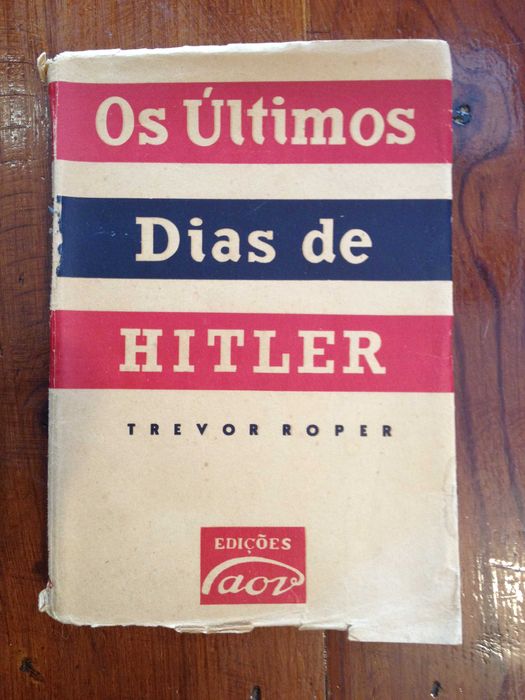 Os Últimos
Dias de
HITLER
TREVOR ROPER
EDIÇÕES
aov